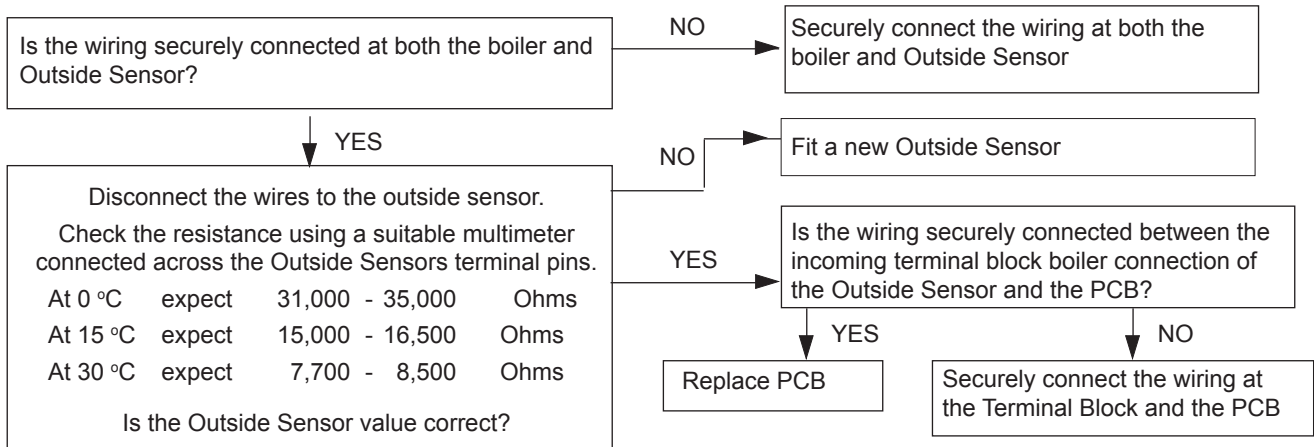 Is the wiring securely connected at both the boiler and
Outside Sensor?
NO
Securely connect the wiring at both the
boiler and Outside Sensor
YES
Disconnect the wires to the outside sensor.
Check the resistance using a suitable multimeter
connected across the Outside Sensors terminal pins.
At 0 °C expect 31,000 - 35,000 Ohms
At 15 °C expect 15,000 - 16,500 Ohms
At 30 °C expect 7,700 - 8,500 Ohms
Is the Outside Sensor value correct?
NO
Fit a new Outside Sensor
YES
Is the wiring securely connected between the
incoming terminal block boiler connection of
the Outside Sensor and the PCB?
YES
Replace PCB
NO
Securely connect the wiring at
the Terminal Block and the PCB